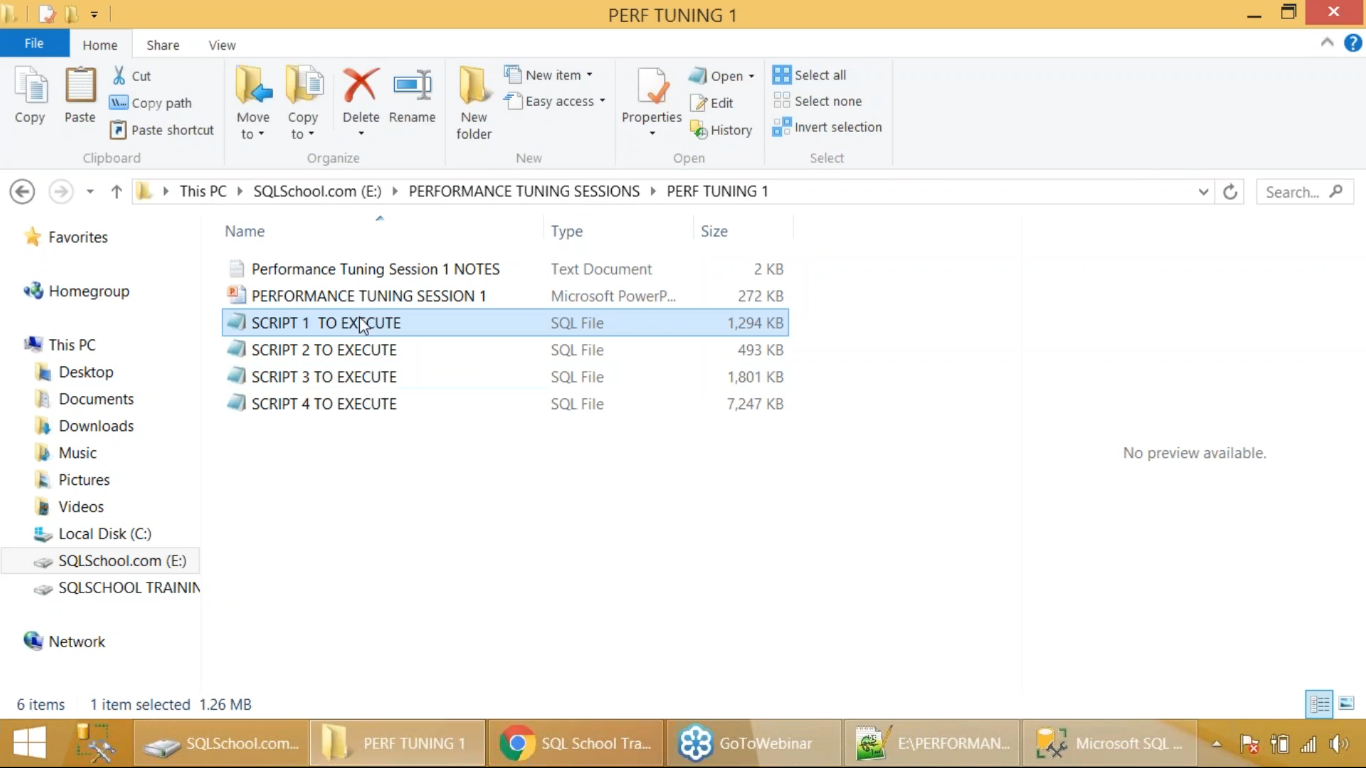 PERF TUNING 1
File Home Share View
Copy
Paste
Cut
Copy path
Paste shortcut
Clipboard
Move to
Copy to
Delete
Rename
Organize
New folder
New item
Easy access
New
Properties
Open
Edit
History
Open
Select all
Select none
Invert selection
Select
This PC SQLSchool.com (E:) PERFORMANCE TUNING SESSIONS PERF TUNING 1
Search...
Favorites
Homegroup
This PC
Desktop
Documents
Downloads
Music
Pictures
Videos
Local Disk (C:)
SQLSchool.com (E:)
SQLSCHOOL TRAININ
Network
Name Type Size
Performance Tuning Session 1 NOTES Text Document 2 KB
PERFORMANCE TUNING SESSION 1 Microsoft PowerP... 272 KB
SCRIPT 1 TO EXECUTE SQL File 1,294 KB
SCRIPT 2 TO EXECUTE SQL File 493 KB
SCRIPT 3 TO EXECUTE SQL File 1,801 KB
SCRIPT 4 TO EXECUTE SQL File 7,247 KB
No preview available.
6 items 1 item selected 1.26 MB
SQLSchool.com... PERF TUNING 1 SQL School Tra... GoToWebinar E:\PERFORMAN... Microsoft SQL ...